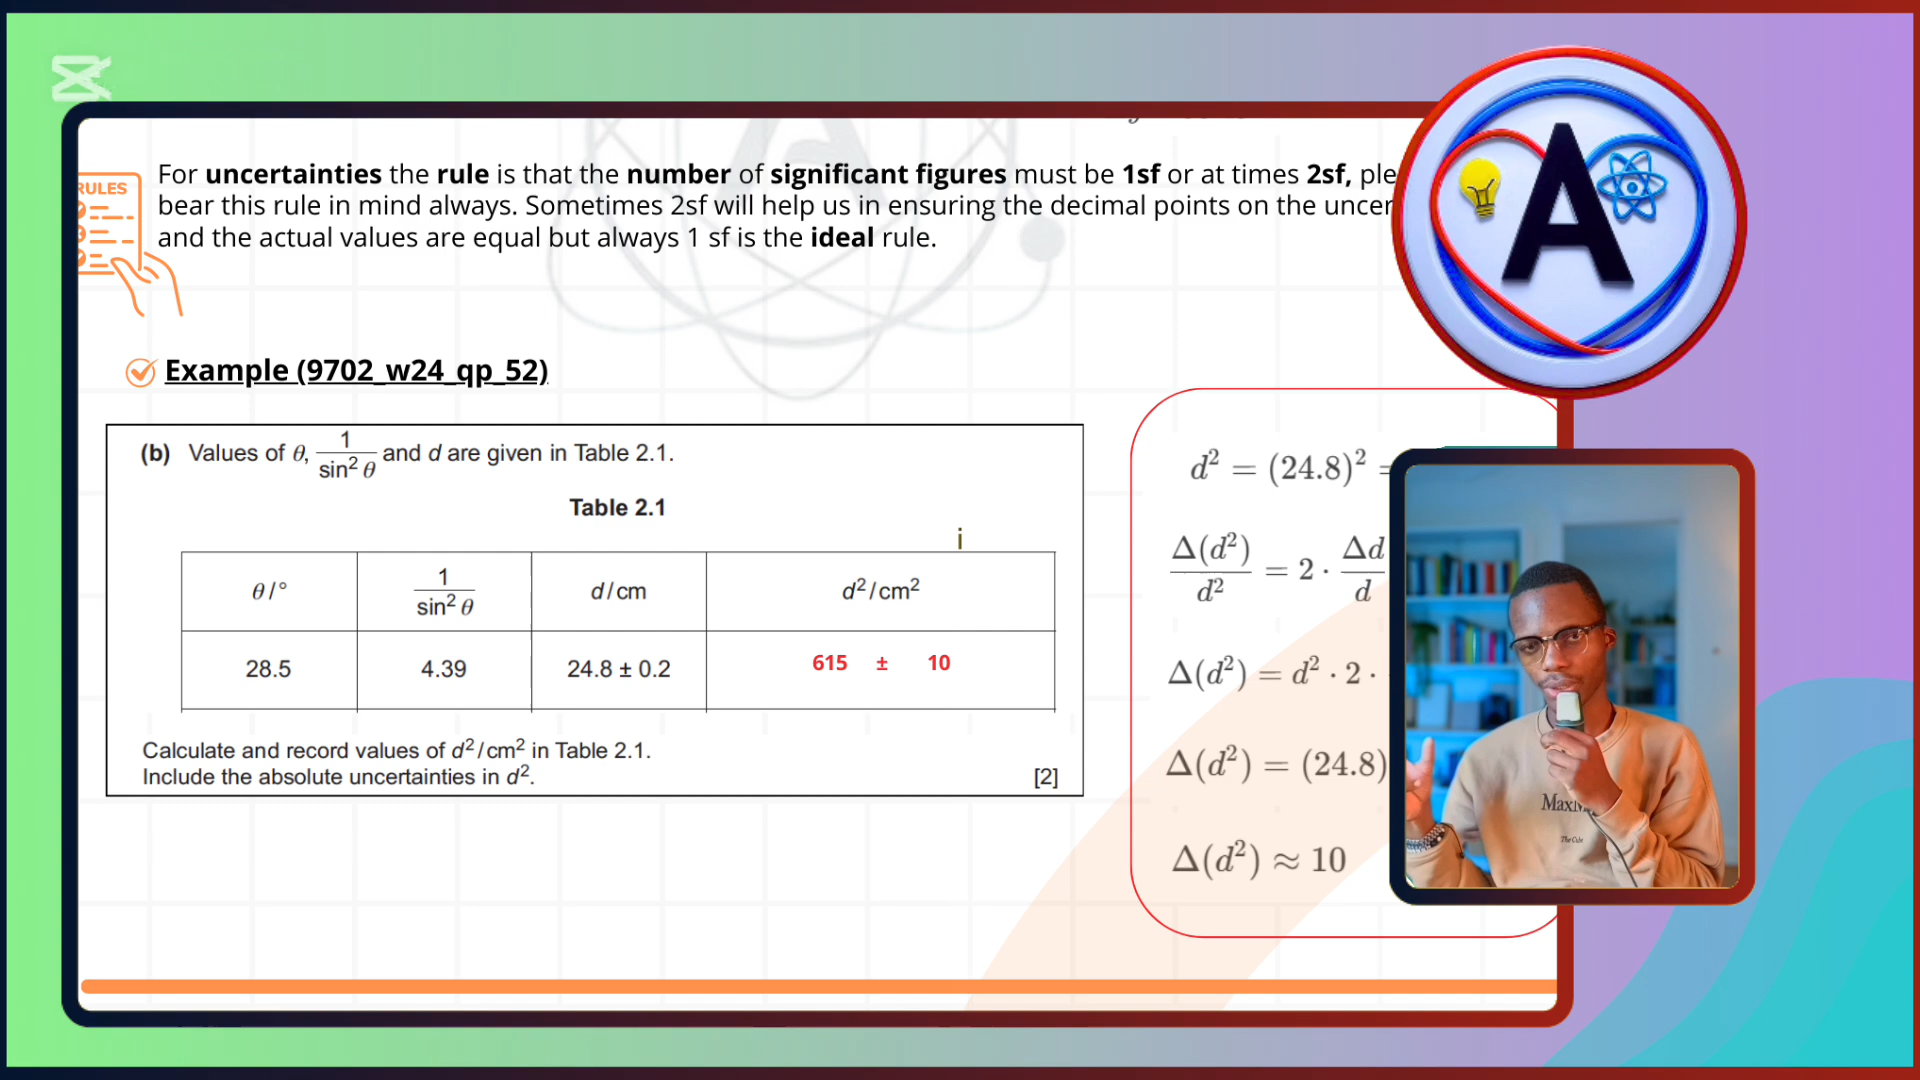 RULES
For uncertainties the rule is that the number of significant figures must be 1sf or at times 2sf, ple
bear this rule in mind always. Sometimes 2sf will help us in ensuring the decimal points on the uncer
and the actual values are equal but always 1 sf is the ideal rule.
A
Example (9702_w24_qp_52)
(b) Values of θ, 1/sin² θ and d are given in Table 2.1.
Table 2.1
i
θ/° 1/sin² θ d/cm d²/cm²
28.5 4.39 24.8 ± 0.2 615 ± 10
Calculate and record values of d²/cm² in Table 2.1.
Include the absolute uncertainties in d². [2]
d² = (24.8)² =
Δ(d²)/d² = 2 · Δd/d
Δ(d²) = d² · 2 ·
Δ(d²) = (24.8)
Δ(d²) ≈ 10
The Cube